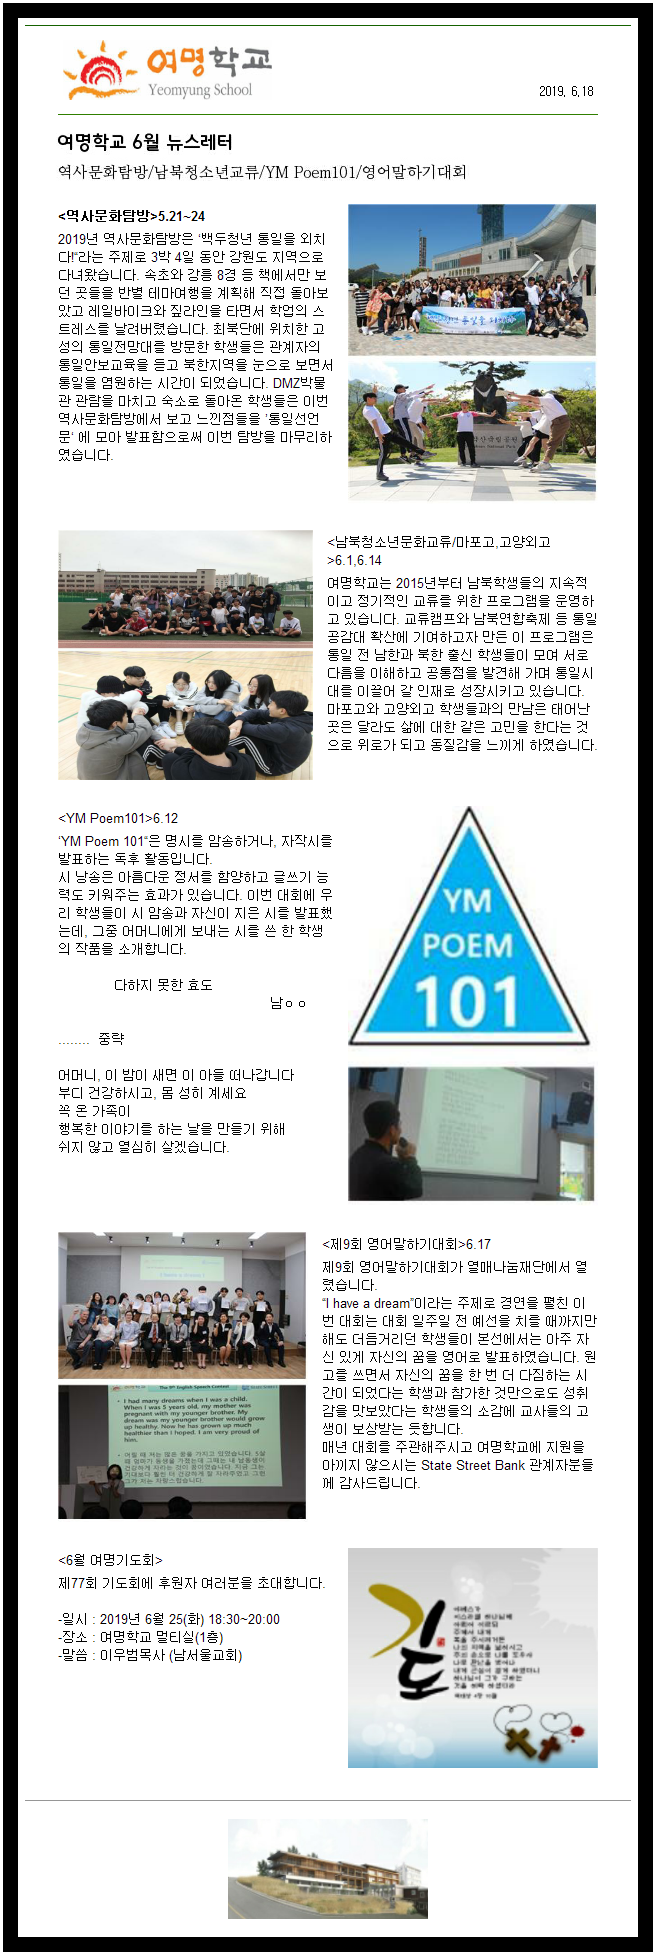 여명학교
Yeomyung School
2019. 6.18
여명학교 6월 뉴스레터
역사문화탐방/남북청소년교류/YM Poem101/영어말하기대회
<역사문화탐방>5.21~24
2019년 역사문화탐방은 ‘백두청년 통일을 외치
다!“라는 주제로 3박 4일 동안 강원도 지역으로
다녀왔습니다. 속초와 강릉 8경 등 책에서만 보
던 곳들을 반별 테마여행을 계획해 직접 돌아보
았고 레일바이크와 짚라인을 타면서 학업의 스
트레스를 날려버렸습니다. 최북단에 위치한 고
성의 통일전망대를 방문한 학생들은 관계자의
통일안보교육을 듣고 북한지역을 눈으로 보면서
통일을 염원하는 시간이 되었습니다. DMZ박물
관 관람을 마치고 숙소로 돌아온 학생들은 이번
역사문화탐방에서 보고 느낀점들을 '통일선언
문‘ 에 모아 발표함으로써 이번 탐방을 마무리하
였습니다.
<남북청소년문화교류/마포고,고양외고
>6.1,6.14
여명학교는 2015년부터 남북학생들의 지속적
이고 정기적인 교류를 위한 프로그램을 운영하
고 있습니다. 교류캠프와 남북연합축제 등 통일
공감대 확산에 기여하고자 만든 이 프로그램은
통일 전 남한과 북한 출신 학생들이 모여 서로
다름을 이해하고 공통점을 발견해 가며 통일시
대를 이끌어 갈 인재로 성장시키고 있습니다.
마포고와 고양외고 학생들과의 만남은 태어난
곳은 달라도 삶에 대한 같은 고민을 한다는 것
으로 위로가 되고 동질감을 느끼게 하였습니다.
<YM Poem101>6.12
‘YM Poem 101“은 명시를 암송하거나, 자작시를
발표하는 독후 활동입니다.
시 낭송은 아름다운 정서를 함양하고 글쓰기 능
력도 키워주는 효과가 있습니다. 이번 대회에 우
리 학생들이 시 암송과 자신이 지은 시를 발표했
는데, 그중 어머니에게 보내는 시를 쓴 한 학생
의 작품을 소개합니다.
다하지 못한 효도
남ㅇㅇ
........ 중략
어머니, 이 밤이 새면 이 아들 떠나갑니다
부디 건강하시고, 몸 성히 계세요
꼭 온 가족이
행복한 이야기를 하는 날을 만들기 위해
쉬지 않고 열심히 살겠습니다.
YM
POEM
101
<제9회 영어말하기대회>6.17
제9회 영어말하기대회가 열매나눔재단에서 열
렸습니다.
“I have a dream”이라는 주제로 경연을 펼친 이
번 대회는 대회 일주일 전 예선을 치를 때까지만
해도 더듬거리던 학생들이 본선에서는 아주 자
신 있게 자신의 꿈을 영어로 발표하였습니다. 원
고를 쓰면서 자신의 꿈을 한 번 더 다짐하는 시
간이 되었다는 학생과 참가한 것만으로도 성취
감을 맛보았다는 학생들의 소감에 교사들의 고
생이 보상받는 듯합니다.
매년 대회를 주관해주시고 여명학교에 지원을
아끼지 않으시는 State Street Bank 관계자분들
께 감사드립니다.
The 9th English Speech Contest
• I had many dreams when I was a child.
When I was 5 years old, my mother was
pregnant with my younger brother. My
dream was my younger brother would grow
up healthy. Now he has grown up much
healthier than I hoped. I am very proud of
him.
<6월 여명기도회>
제77회 기도회에 후원자 여러분을 초대합니다.
-일시 : 2019년 6월 25(화) 18:30~20:00
-장소 : 여명학교 멀티실(1층)
-말씀 : 이우범목사 (남서울교회)
기도